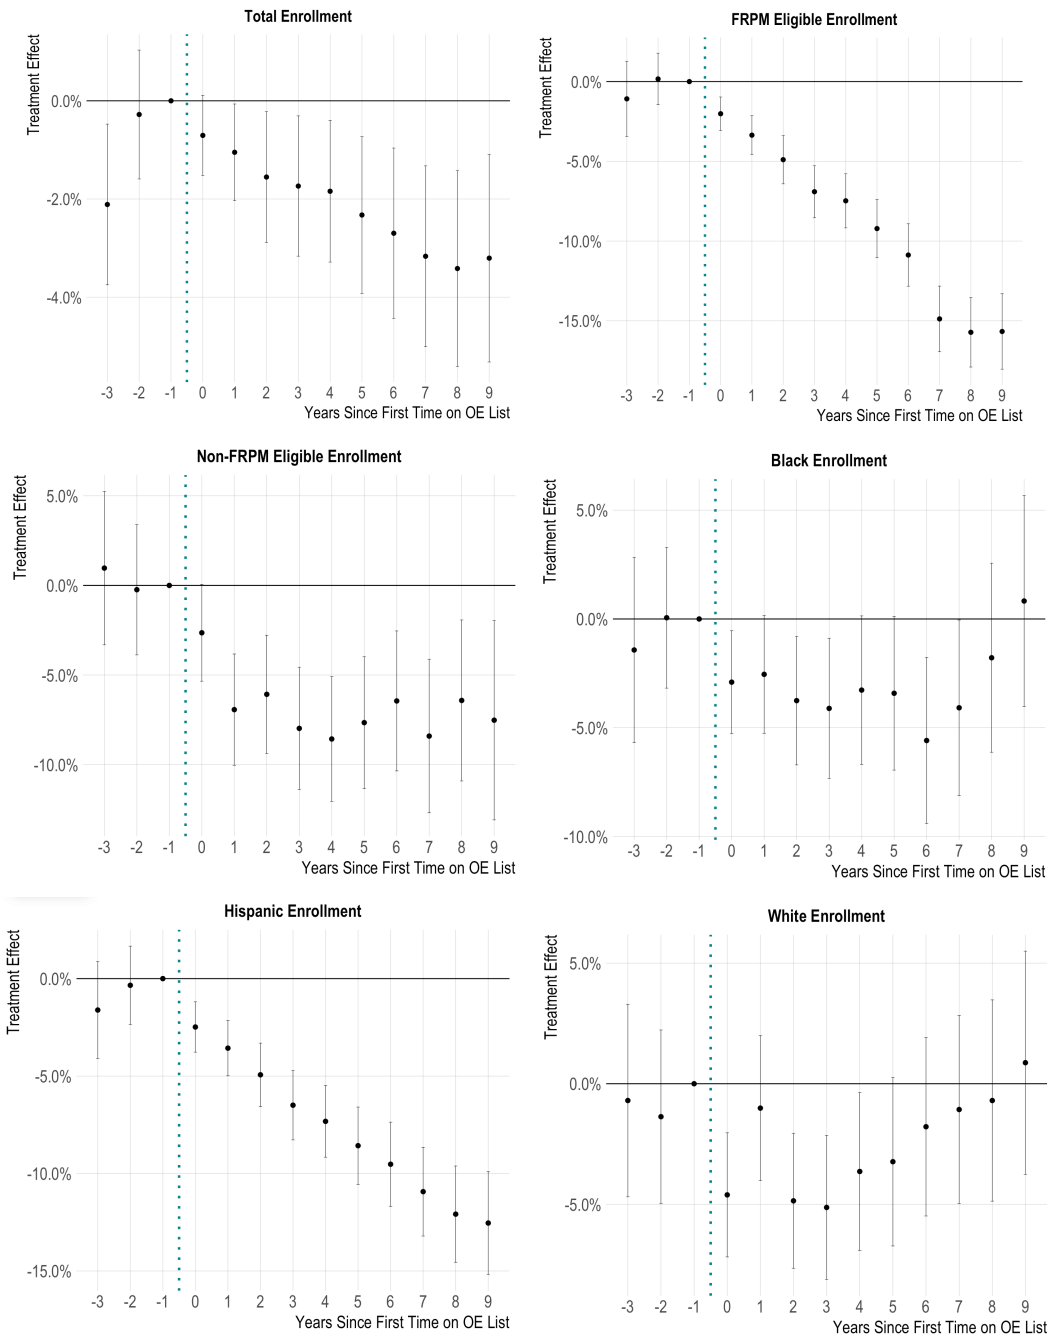 Total Enrollment
Treatment Effect
0.0%
-2.0%
-4.0%
-3 -2 -1 0 1 2 3 4 5 6 7 8 9
Years Since First Time on OE List
FRPM Eligible Enrollment
Treatment Effect
0.0%
-5.0%
-10.0%
-15.0%
-3 -2 -1 0 1 2 3 4 5 6 7 8 9
Years Since First Time on OE List
Non-FRPM Eligible Enrollment
Treatment Effect
5.0%
0.0%
-5.0%
-10.0%
-3 -2 -1 0 1 2 3 4 5 6 7 8 9
Years Since First Time on OE List
Black Enrollment
Treatment Effect
5.0%
0.0%
-5.0%
-10.0%
-3 -2 -1 0 1 2 3 4 5 6 7 8 9
Years Since First Time on OE List
Hispanic Enrollment
Treatment Effect
0.0%
-5.0%
-10.0%
-15.0%
-3 -2 -1 0 1 2 3 4 5 6 7 8 9
Years Since First Time on OE List
White Enrollment
Treatment Effect
5.0%
0.0%
-5.0%
-3 -2 -1 0 1 2 3 4 5 6 7 8 9
Years Since First Time on OE List